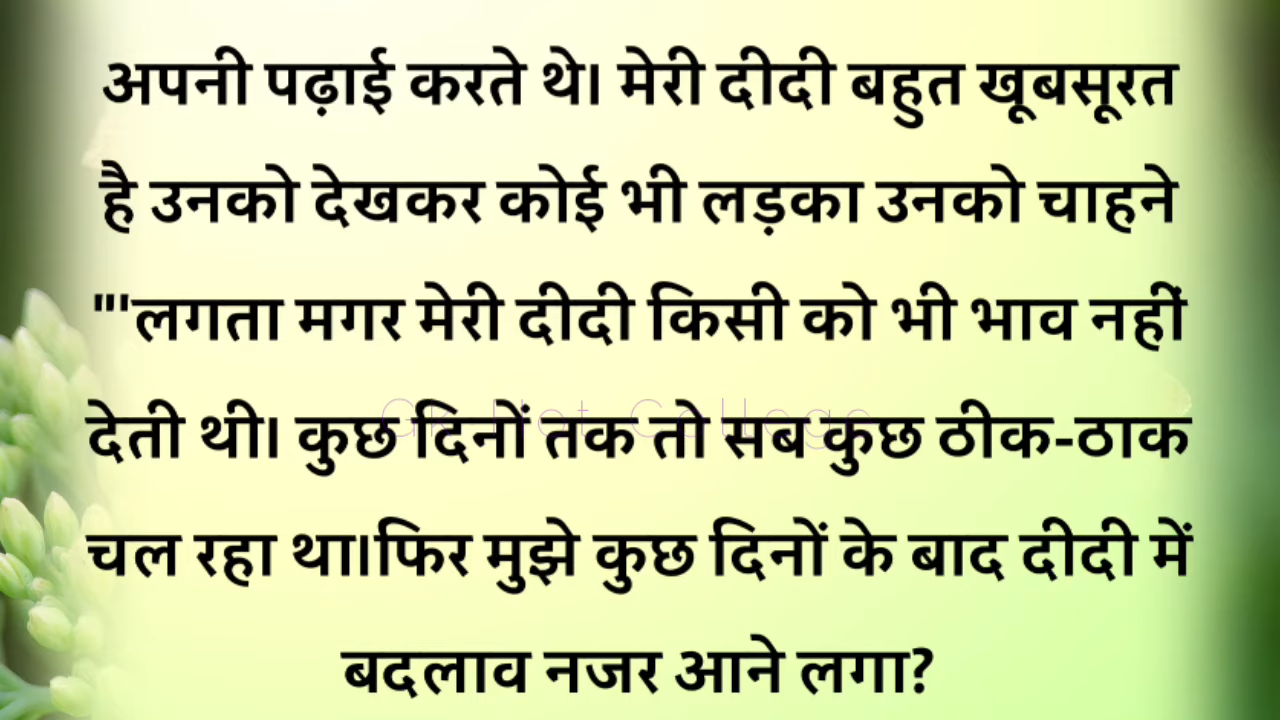 अपनी पढ़ाई करते थे। मेरी दीदी बहुत खूबसूरत
है उनको देखकर कोई भी लड़का उनको चाहने
"'लगता मगर मेरी दीदी किसी को भी भाव नहीं
देती थी। कुछ दिनों तक तो सब कुछ ठीक-ठाक
चल रहा था।फिर मुझे कुछ दिनों के बाद दीदी में
बदलाव नजर आने लगा?